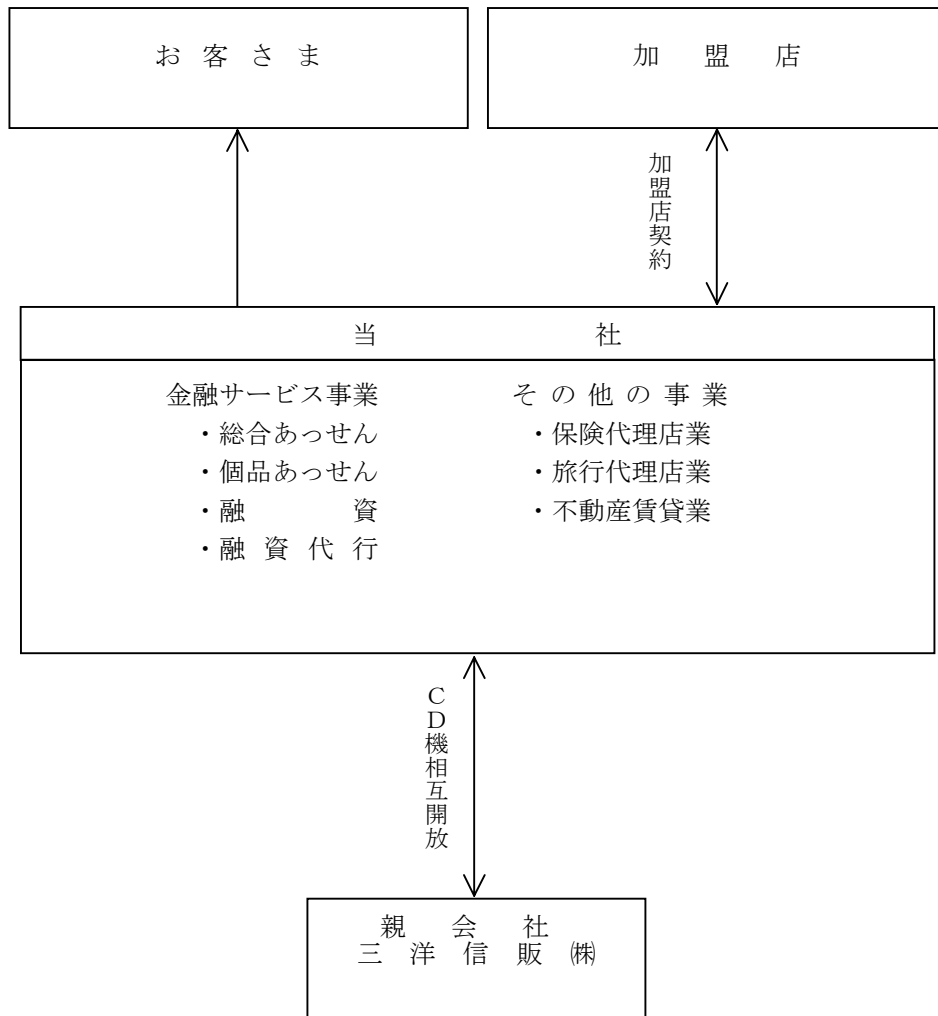 お客さま
加盟店
加盟店契約
当社
金融サービス事業
・総合あっせん
・個品あっせん
・融資
・融資代行
その他の事業
・保険代理店業
・旅行代理店業
・不動産賃貸業
CD機相互開放
親会社
三洋信販㈱